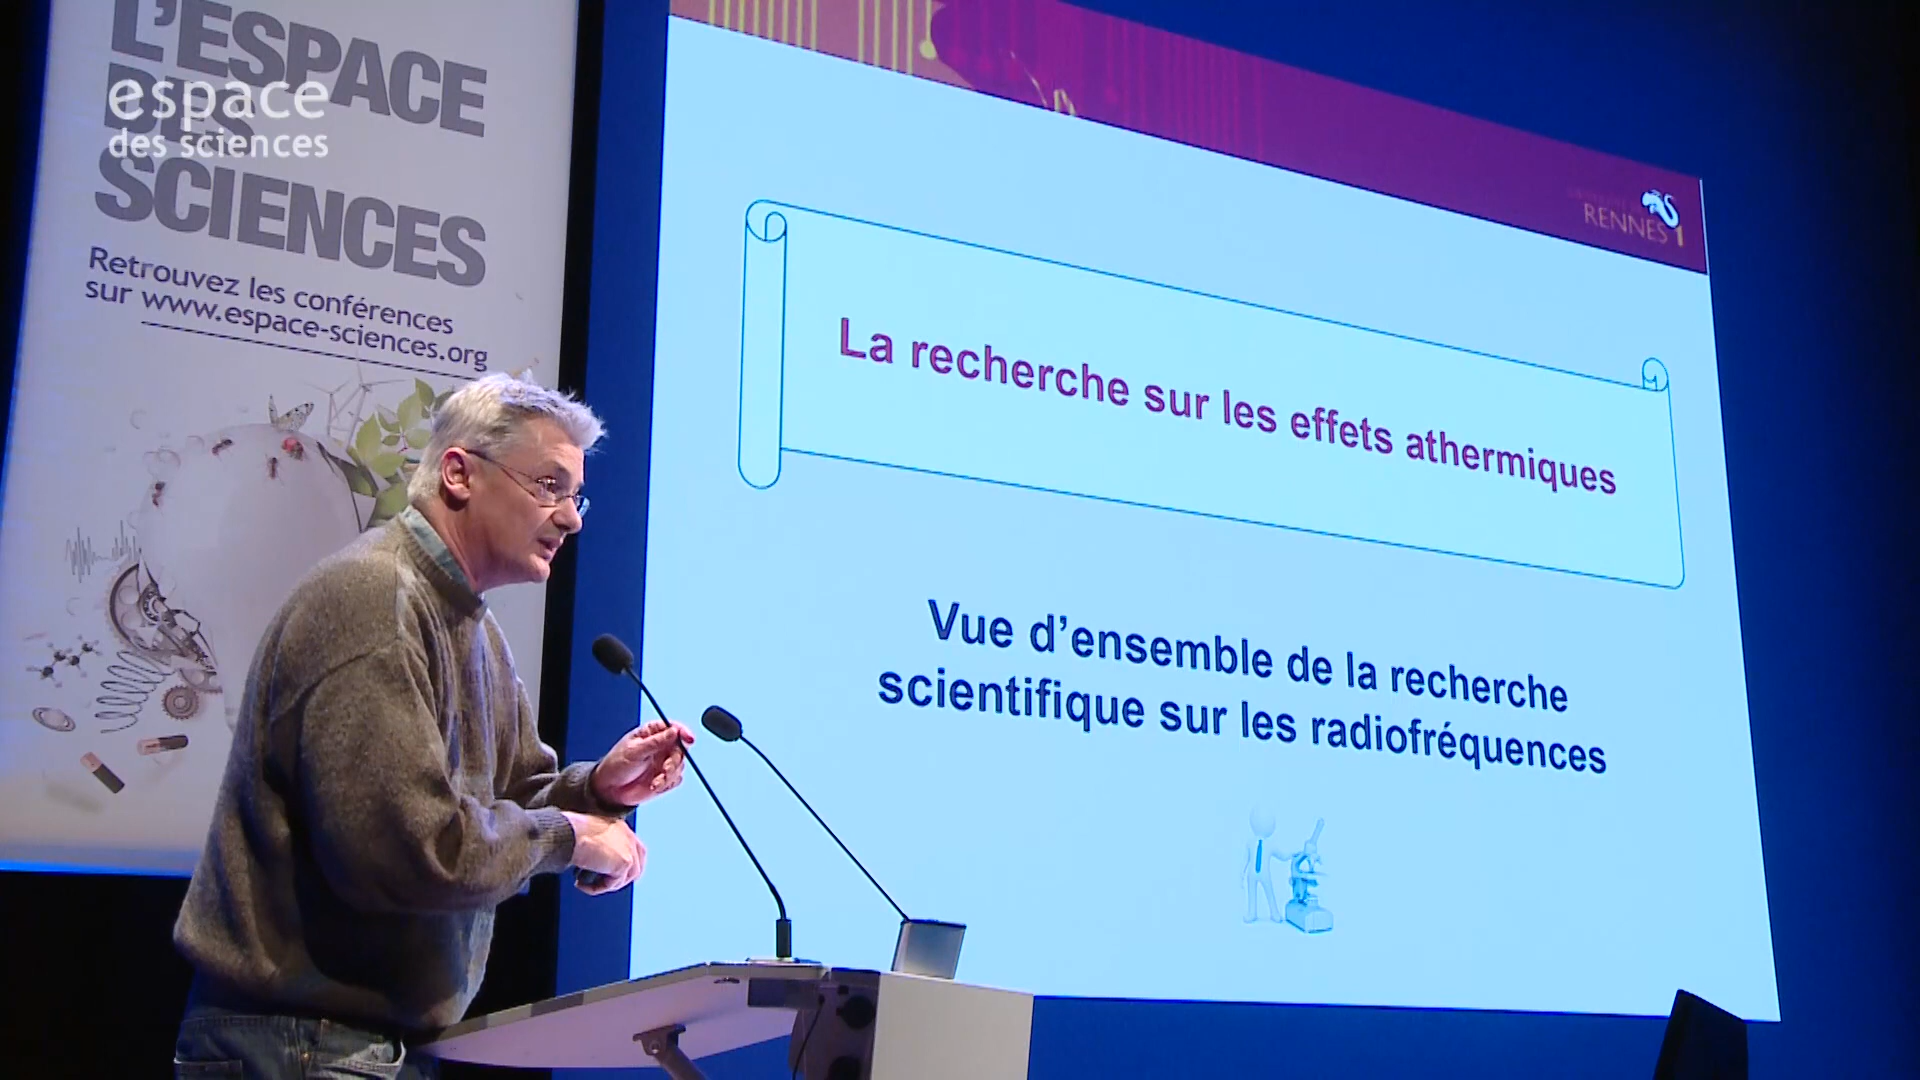 L'ESPACE
DES
SCIENCES
espace
des sciences
Retrouvez les conférences
sur www.espace-sciences.org
RENNES 1
La recherche sur les effets athermiques
Vue d'ensemble de la recherche
scientifique sur les radiofréquences